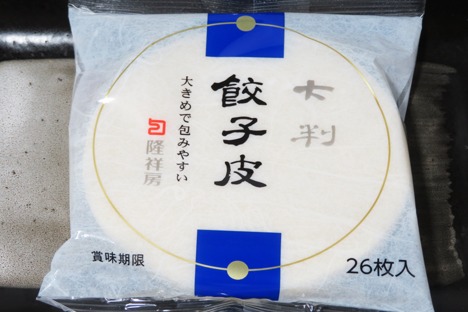 大判
餃子皮
大きめで包みやすい
隆祥房
賞味期限
26枚入